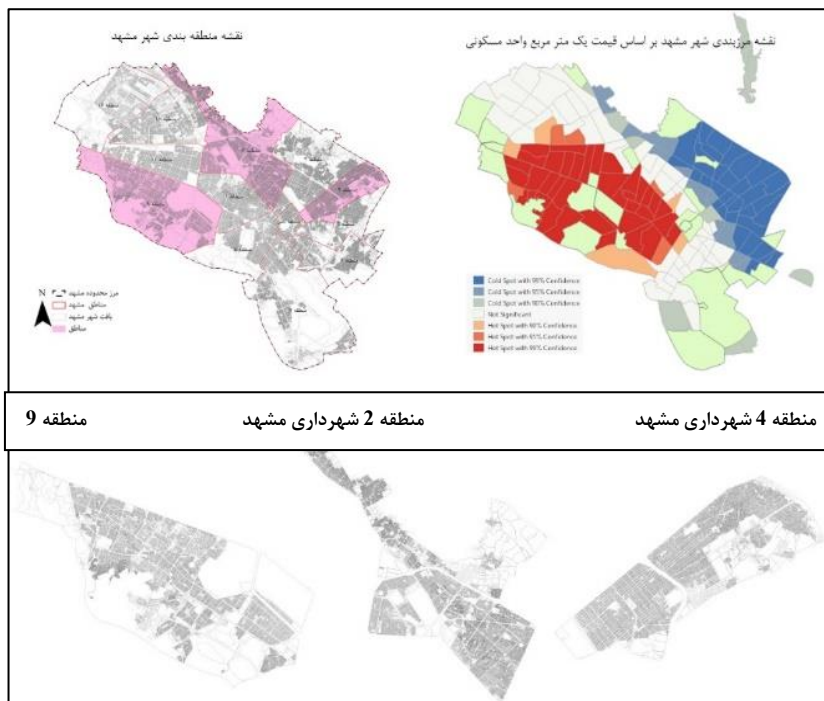 نقشه منطقه بندی شهر مشهد
نقشه مرزبندی شهر مشهد بر اساس قیمت یک متر مربع واحد مسکونی
N
مرز محدوده مشهد
مناطق مشهد
بافت شهر مشهد
مناطق
Cold Spot with 99% Confidence
Cold Spot with 95% Confidence
Cold Spot with 90% Confidence
Not Significant
Hot Spot with 90% Confidence
Hot Spot with 95% Confidence
Hot Spot with 99% Confidence
منطقه 4 شهرداری مشهد
منطقه 2 شهرداری مشهد
منطقه 9